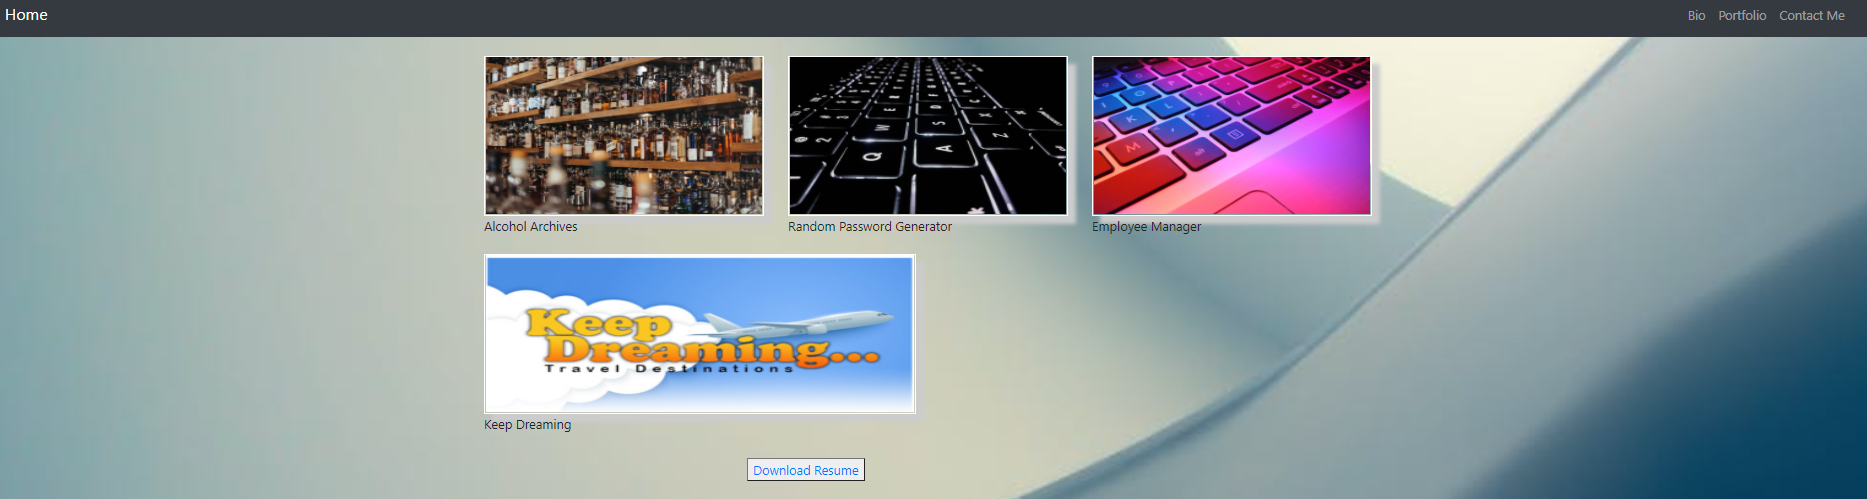 Home
Bio Portfolio Contact Me
Alcohol Archives
Random Password Generator
Employee Manager
Keep
Dreaming...
Travel Destinations
Keep Dreaming
Download Resume